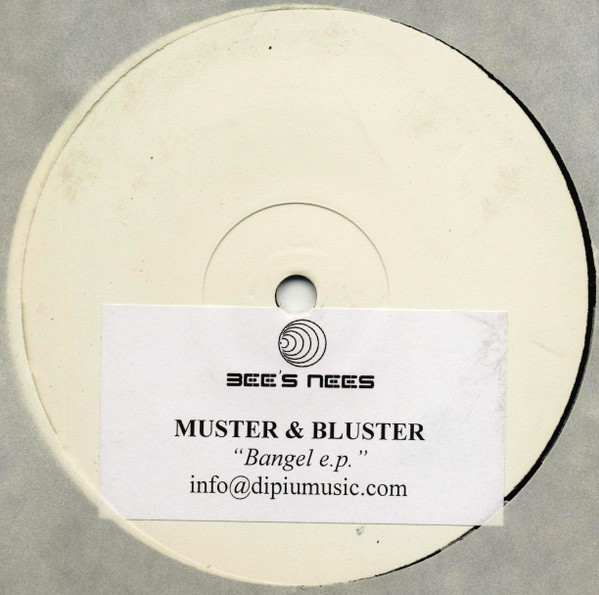 BEE'S NEES
MUSTER & BLUSTER
“Bangel e.p.”
info@dipiumusic.com